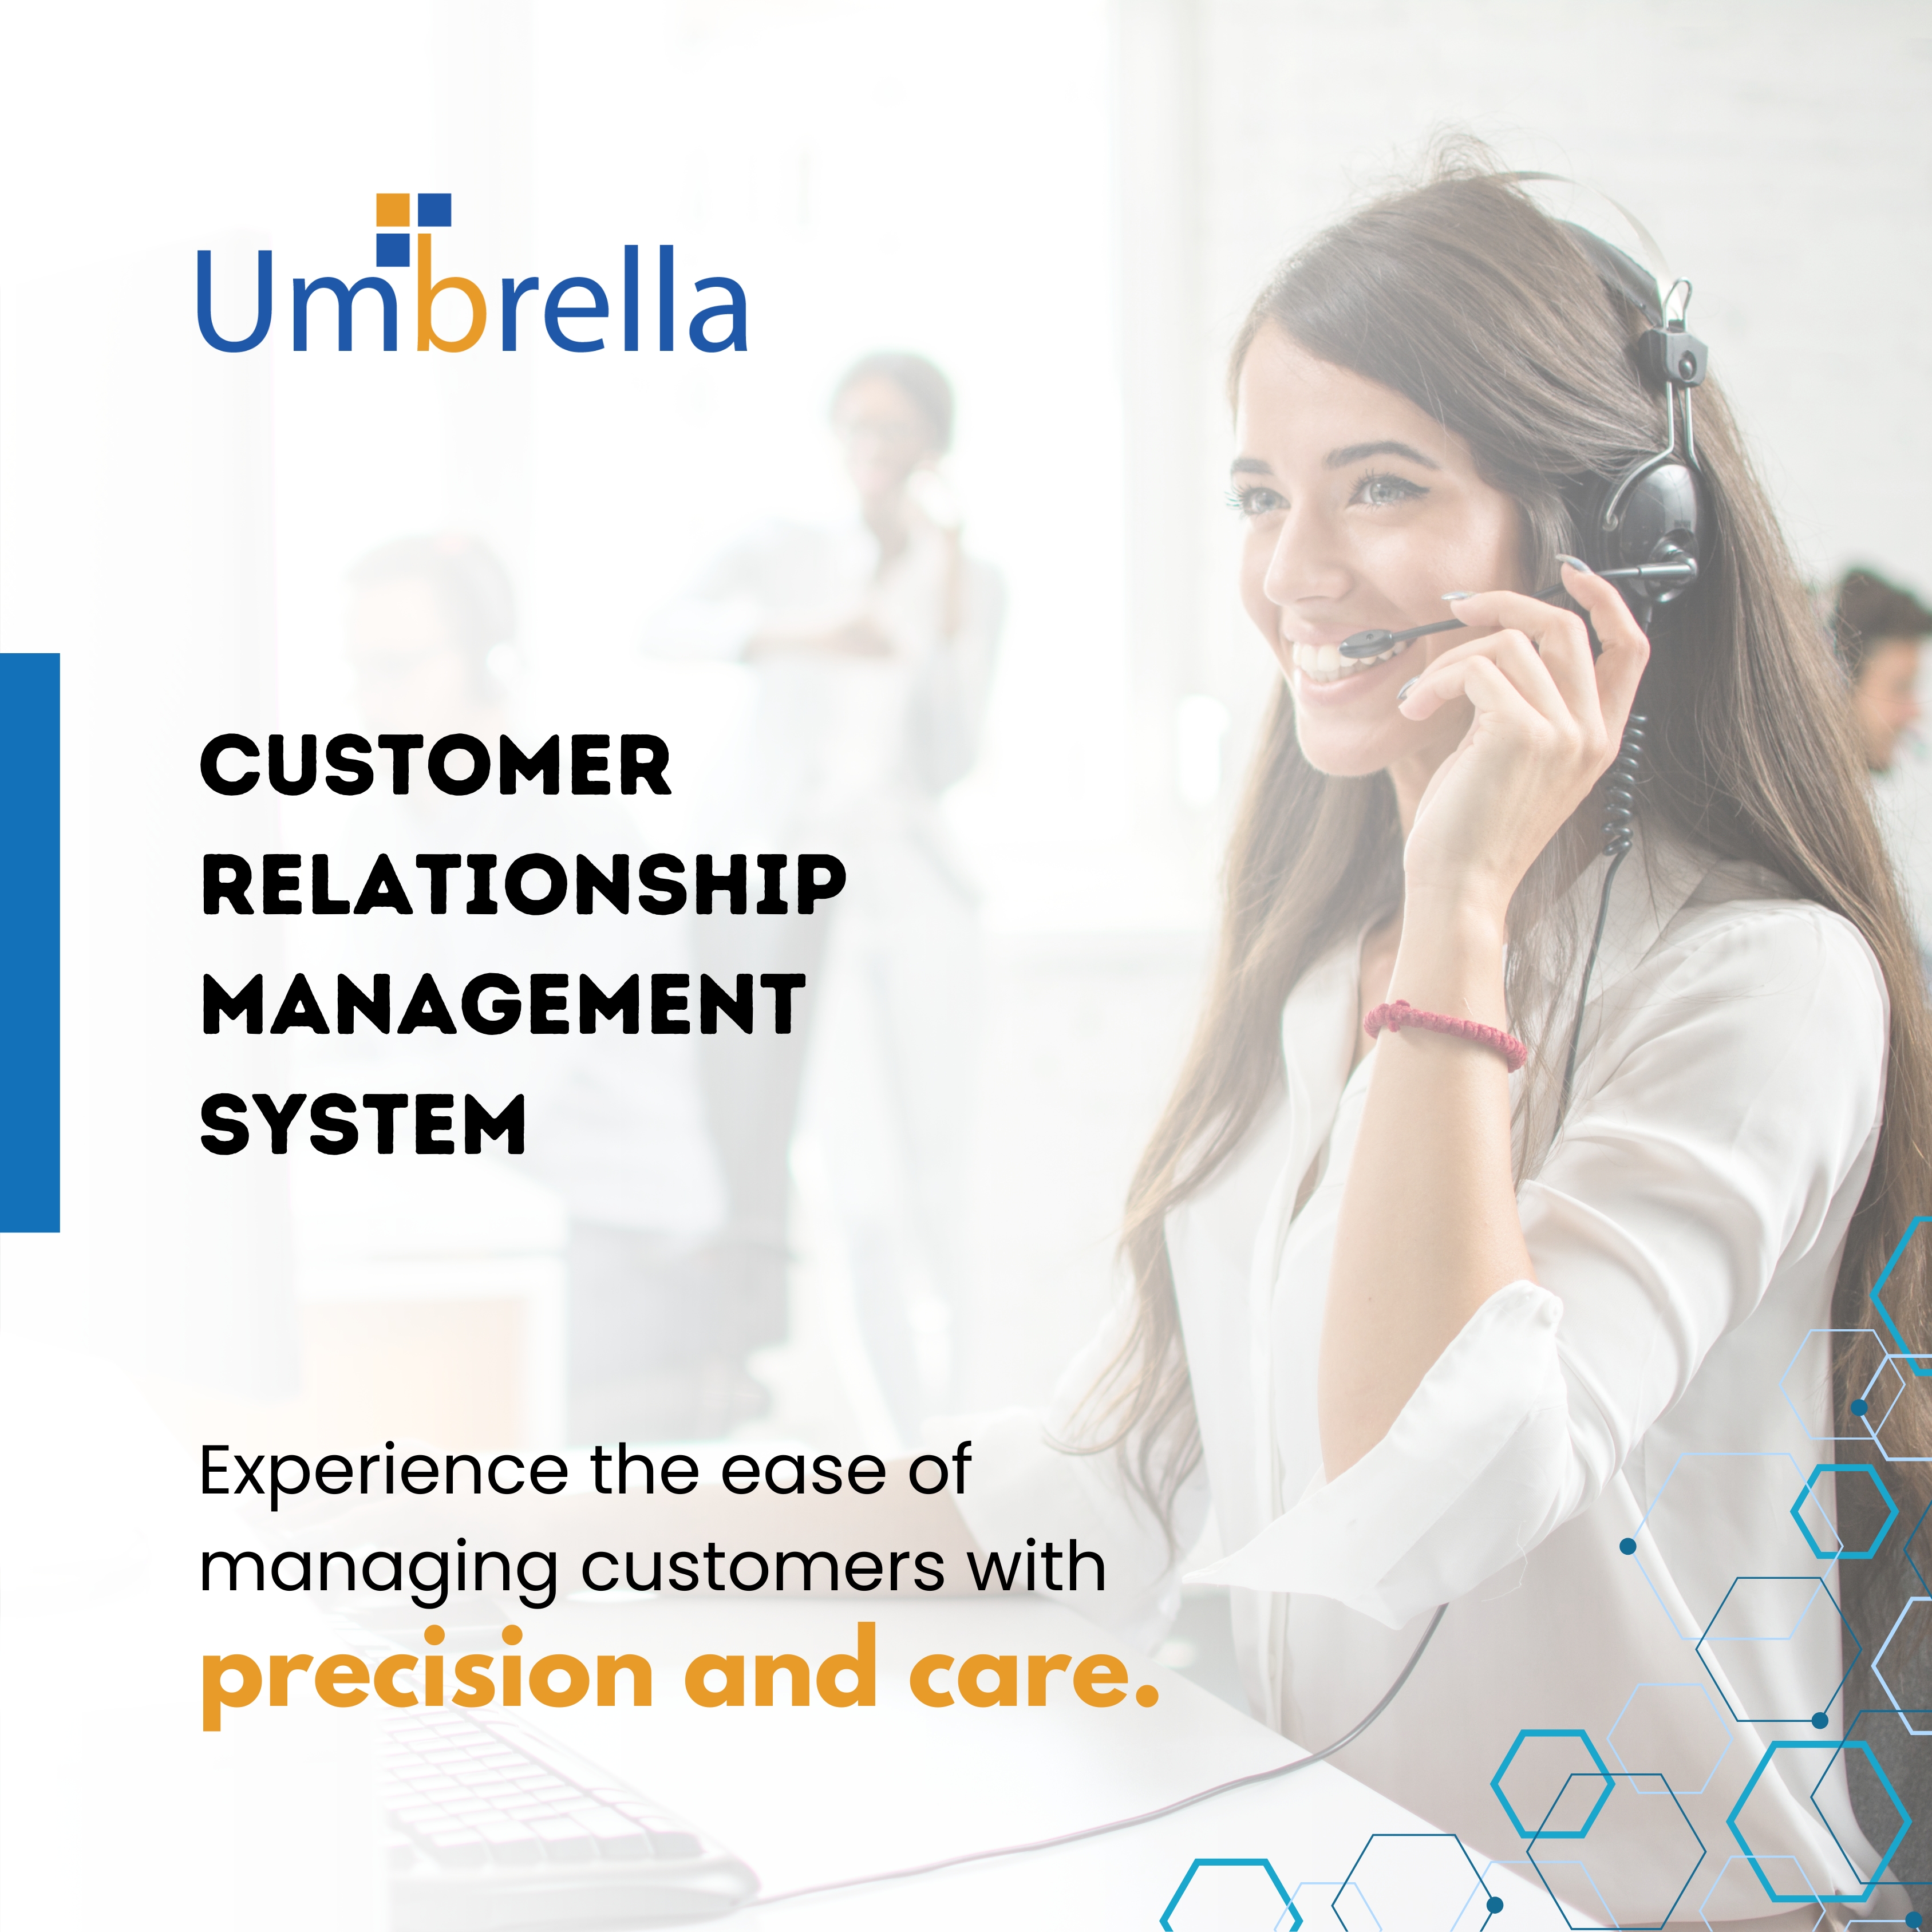 Umbrella
CUSTOMER
RELATIONSHIP
MANAGEMENT
SYSTEM
Experience the ease of
managing customers with
precision and care.